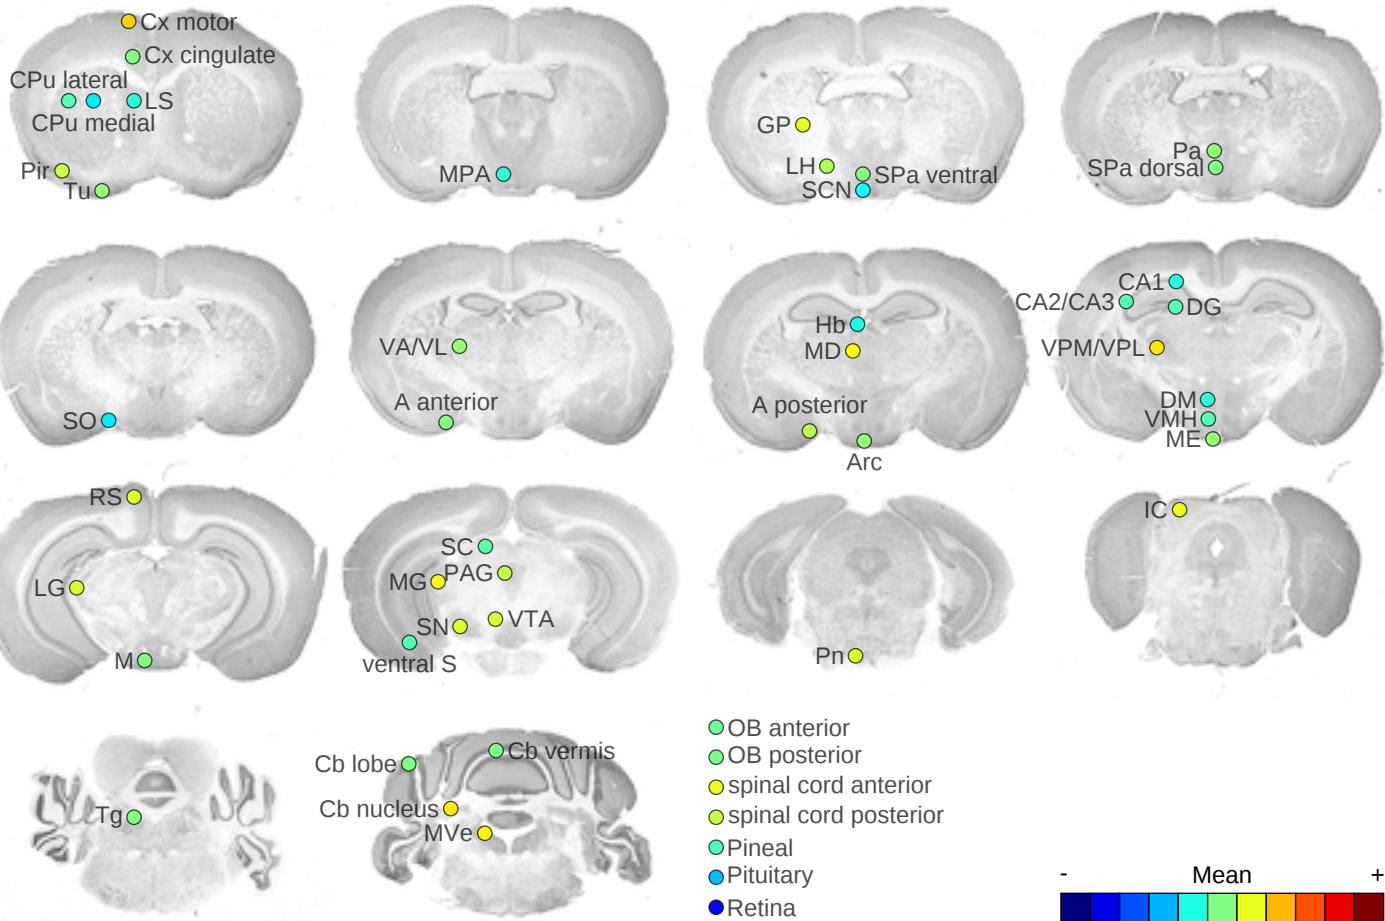 Cx motor
Cx cingulate
CPu lateral
LS
CPu medial
Pir
Tu
MPA
GP
LH
SPa ventral
SCN
Pa
SPa dorsal
SO
VA/VL
A anterior
Hb
MD
A posterior
Arc
CA1
CA2/CA3
DG
VPM/VPL
DM
VMH
ME
RS
LG
M
SC
MG
PAG
SN
VTA
ventral S
Pn
IC
Tg
Cb lobe
Cb vermis
Cb nucleus
MVe
OB anterior
OB posterior
spinal cord anterior
spinal cord posterior
Pineal
Pituitary
Retina
- Mean +